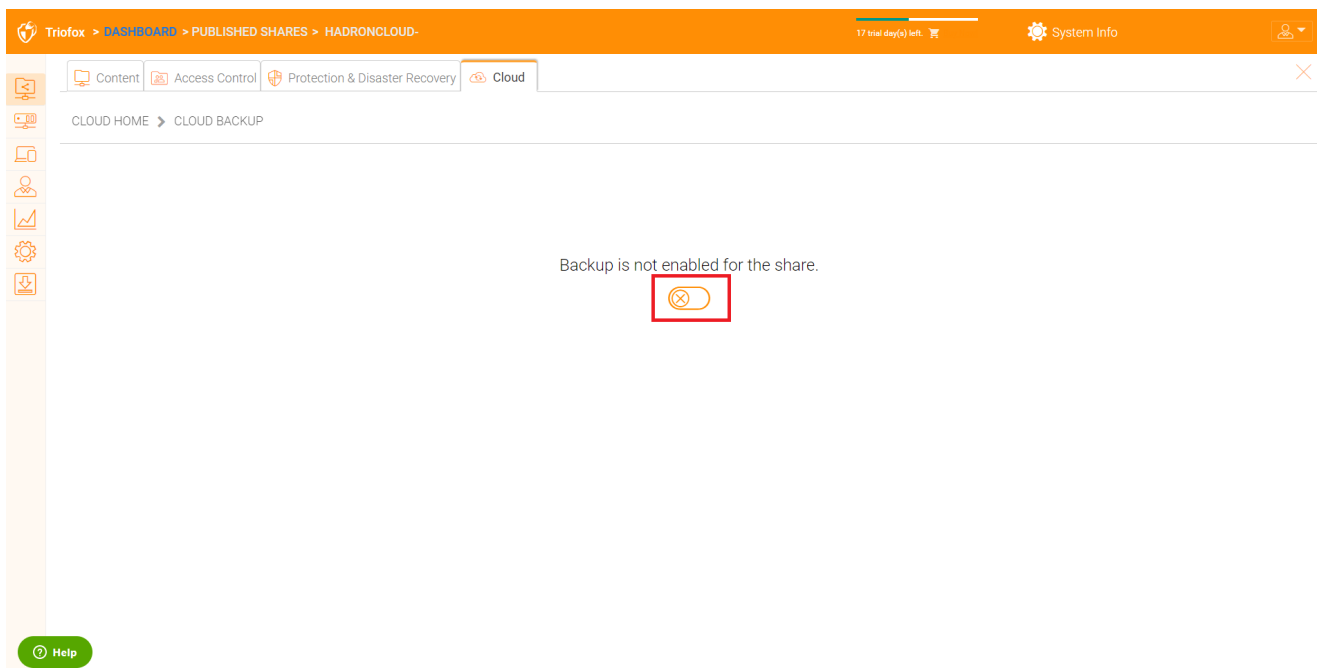 Triofox > DASHBOARD > PUBLISHED SHARES > HADRONCLOUD-
17 trial day(s) left.
System Info
Content Access Control Protection & Disaster Recovery Cloud
CLOUD HOME > CLOUD BACKUP
Backup is not enabled for the share.
Help